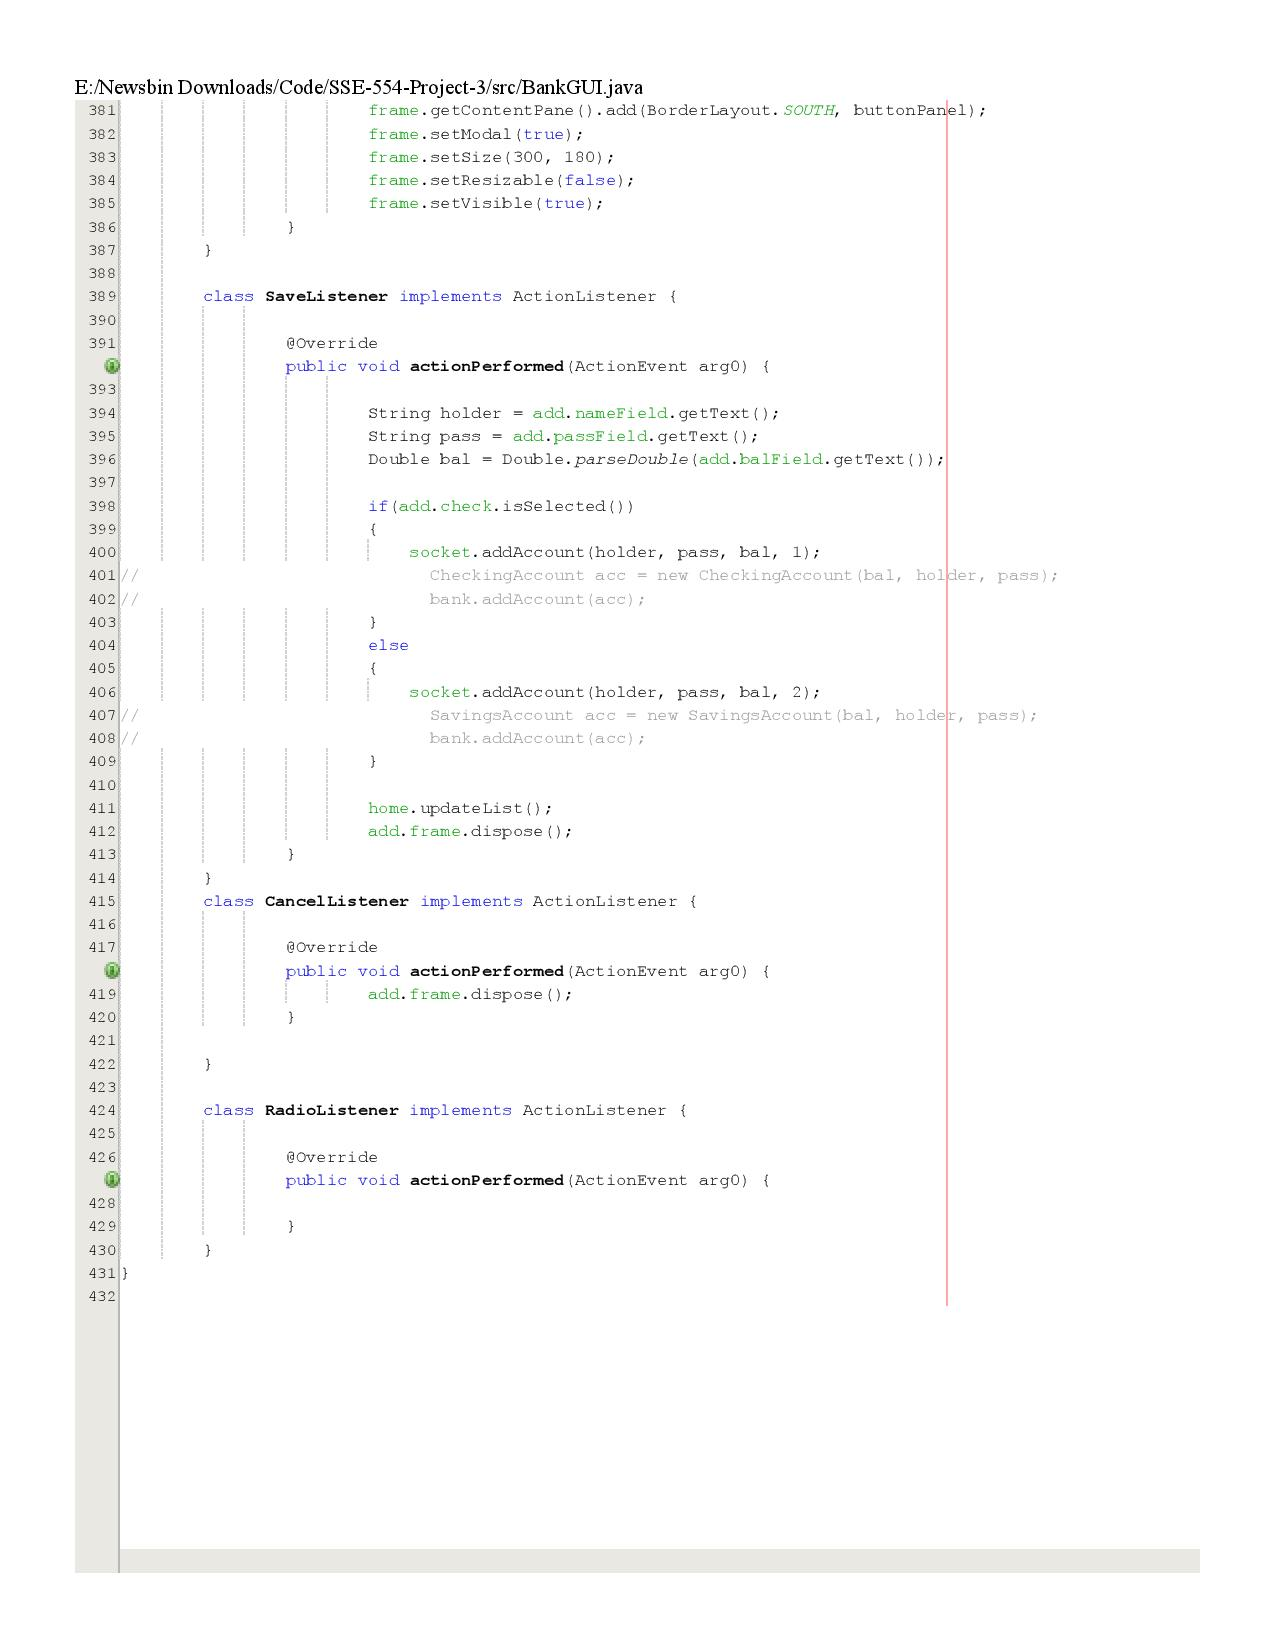 E:/Newsbin Downloads/Code/SSE-554-Project-3/src/BankGUI.java
381 frame.getContentPane().add(BorderLayout.SOUTH, buttonPanel);
382 frame.setModal(true);
383 frame.setSize(300, 180);
384 frame.setResizable(false);
385 frame.setVisible(true);
386 }
387 }
388
389 class SaveListener implements ActionListener {
390
391 @Override
public void actionPerformed(ActionEvent arg0) {
393
394 String holder = add.nameField.getText();
395 String pass = add.passField.getText();
396 Double bal = Double.parseDouble(add.balField.getText());
397
398 if(add.check.isSelected())
399 {
400 socket.addAccount(holder, pass, bal, 1);
401 // CheckingAccount acc = new CheckingAccount(bal, holder, pass);
402 // bank.addAccount(acc);
403 }
404 else
405 {
406 socket.addAccount(holder, pass, bal, 2);
407 // SavingsAccount acc = new SavingsAccount(bal, holder, pass);
408 // bank.addAccount(acc);
409 }
410
411 home.updateList();
412 add.frame.dispose();
413 }
414 }
415 class CancelListener implements ActionListener {
416
417 @Override
public void actionPerformed(ActionEvent arg0) {
419 add.frame.dispose();
420 }
421
422 }
423
424 class RadioListener implements ActionListener {
425
426 @Override
public void actionPerformed(ActionEvent arg0) {
428
429 }
430 }
431 }
432